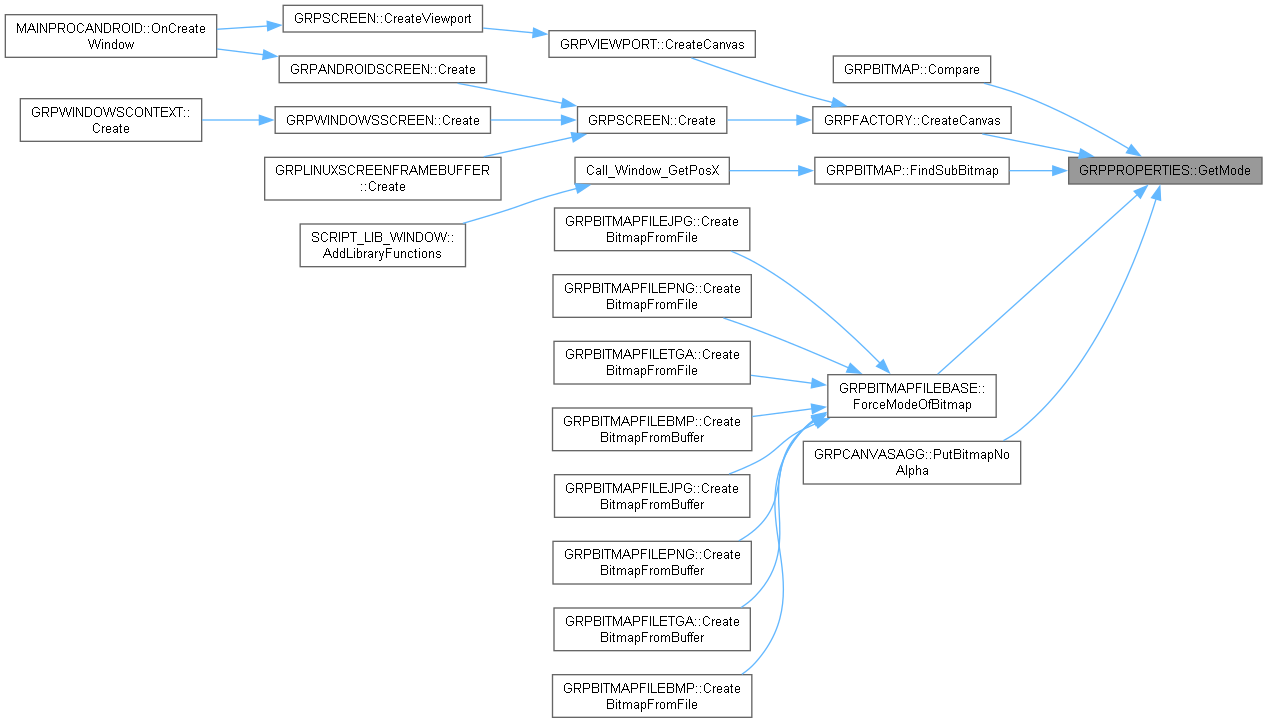 MAINPROCANDROID::OnCreate
Window
GRPSCREEN::CreateViewport
GRPVIEWPORT::CreateCanvas
GRPANDROIDSCREEN::Create
GRPBITMAP::Compare
GRPWINDOWSCONTEXT::
Create
GRPWINDOWSSCREEN::Create
GRPSCREEN::Create
GRPFACTORY::CreateCanvas
GRPLINUXSCREENFRAMEBUFFER
::Create
Call_Window_GetPosX
GRPBITMAP::FindSubBitmap
GRPPROPERTIES::GetMode
SCRIPT_LIB_WINDOW::
AddLibraryFunctions
GRPBITMAPFILEJPG::Create
BitmapFromFile
GRPBITMAPFILEPNG::Create
BitmapFromFile
GRPBITMAPFILETGA::Create
BitmapFromFile
GRPBITMAPFILEBASE::
ForceModeOfBitmap
GRPBITMAPFILEBMP::Create
BitmapFromBuffer
GRPCANVASAGG::PutBitmapNo
Alpha
GRPBITMAPFILEJPG::Create
BitmapFromBuffer
GRPBITMAPFILEPNG::Create
BitmapFromBuffer
GRPBITMAPFILETGA::Create
BitmapFromBuffer
GRPBITMAPFILEBMP::Create
BitmapFromFile